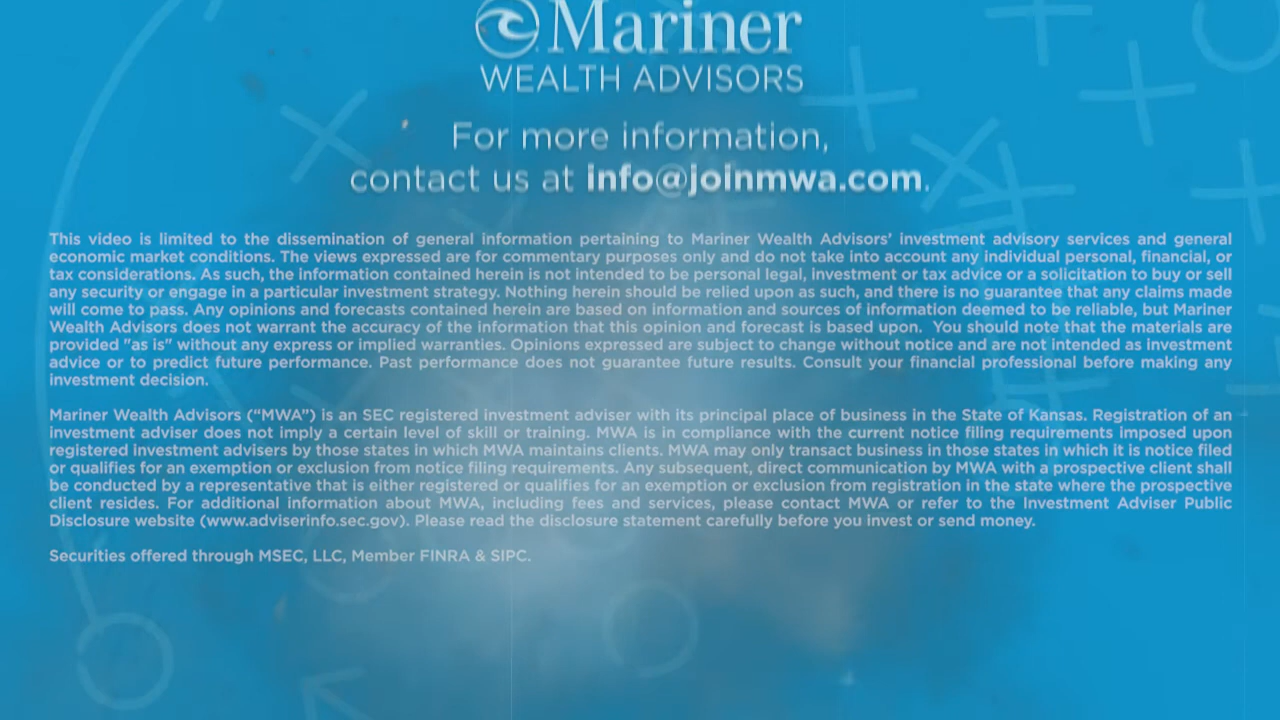 Mariner
WEALTH ADVISORS
For more information,
contact us at info@joinmwa.com.
This video is limited to the dissemination of general information pertaining to Mariner Wealth Advisors’ investment advisory services and general
economic market conditions. The views expressed are for commentary purposes only and do not take into account any individual personal, financial, or
tax considerations. As such, the information contained herein is not intended to be personal legal, investment or tax advice or a solicitation to buy or sell
any security or engage in a particular investment strategy. Nothing herein should be relied upon as such, and there is no guarantee that any claims made
will come to pass. Any opinions and forecasts contained herein are based on information and sources of information deemed to be reliable, but Mariner
Wealth Advisors does not warrant the accuracy of the information that this opinion and forecast is based upon.  You should note that the materials are
provided "as is" without any express or implied warranties. Opinions expressed are subject to change without notice and are not intended as investment
advice or to predict future performance. Past performance does not guarantee future results. Consult your financial professional before making any
investment decision.
Mariner Wealth Advisors (“MWA”) is an SEC registered investment adviser with its principal place of business in the State of Kansas. Registration of an
investment adviser does not imply a certain level of skill or training. MWA is in compliance with the current notice filing requirements imposed upon
registered investment advisers by those states in which MWA maintains clients. MWA may only transact business in those states in which it is notice filed
or qualifies for an exemption or exclusion from notice filing requirements. Any subsequent, direct communication by MWA with a prospective client shall
be conducted by a representative that is either registered or qualifies for an exemption or exclusion from registration in the state where the prospective
client resides. For additional information about MWA, including fees and services, please contact MWA or refer to the Investment Adviser Public
Disclosure website (www.adviserinfo.sec.gov). Please read the disclosure statement carefully before you invest or send money.
Securities offered through MSEC, LLC, Member FINRA & SIPC.